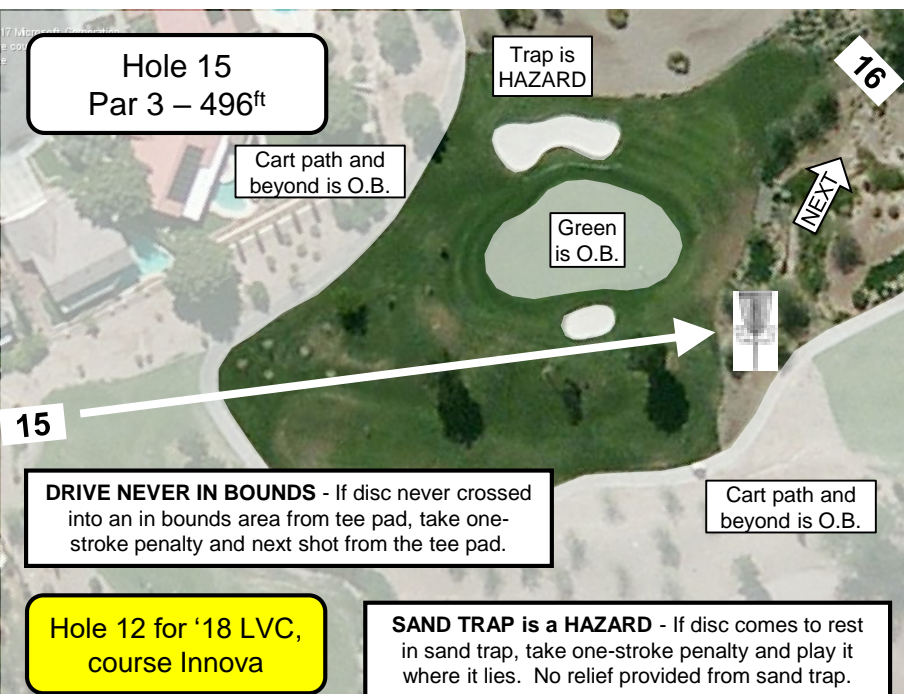 17 Microsoft Corporation
Hole 15
Par 3 – 496ft
Trap is
HAZARD
16
Cart path and
beyond is O.B.
NEXT
Green
is O.B.
15
DRIVE NEVER IN BOUNDS - If disc never crossed
into an in bounds area from tee pad, take one-
stroke penalty and next shot from the tee pad.
Cart path and
beyond is O.B.
Hole 12 for ‘18 LVC,
course Innova
SAND TRAP is a HAZARD - If disc comes to rest
in sand trap, take one-stroke penalty and play it
where it lies. No relief provided from sand trap.